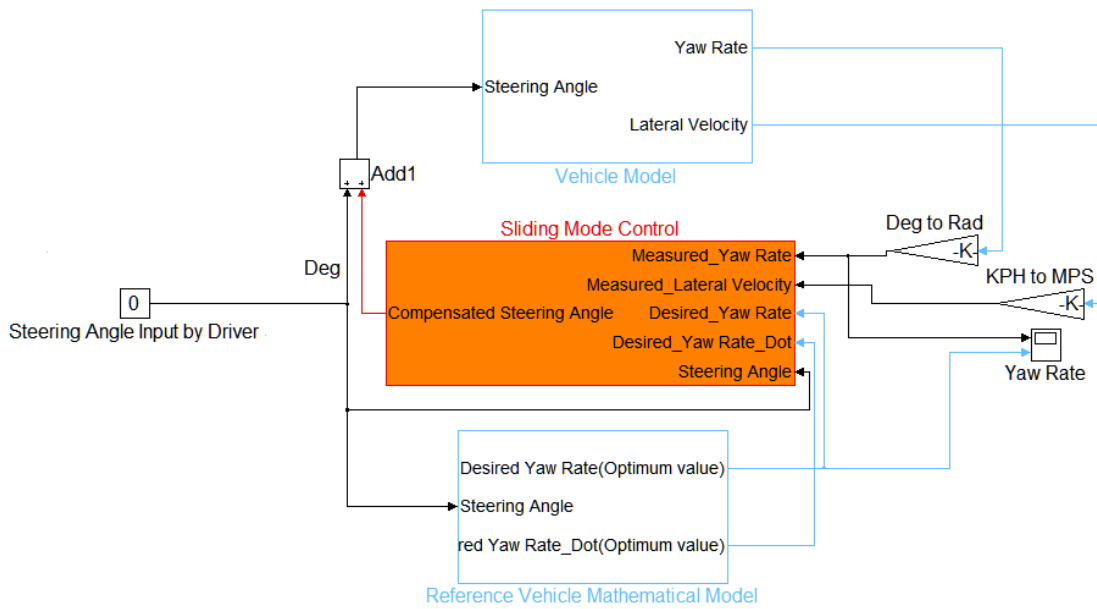 Yaw Rate
Steering Angle
Lateral Velocity
Vehicle Model
Add1
+ +
Sliding Mode Control
Deg to Rad
-K-
Measured_Yaw Rate
Deg
KPH to MPS
-K-
Measured_Lateral Velocity
0
Compensated Steering Angle
Desired_Yaw Rate
Steering Angle Input by Driver
Desired_Yaw Rate_Dot
Steering Angle
Yaw Rate
Desired Yaw Rate(Optimum value)
Steering Angle
red Yaw Rate_Dot(Optimum value)
Reference Vehicle Mathematical Model